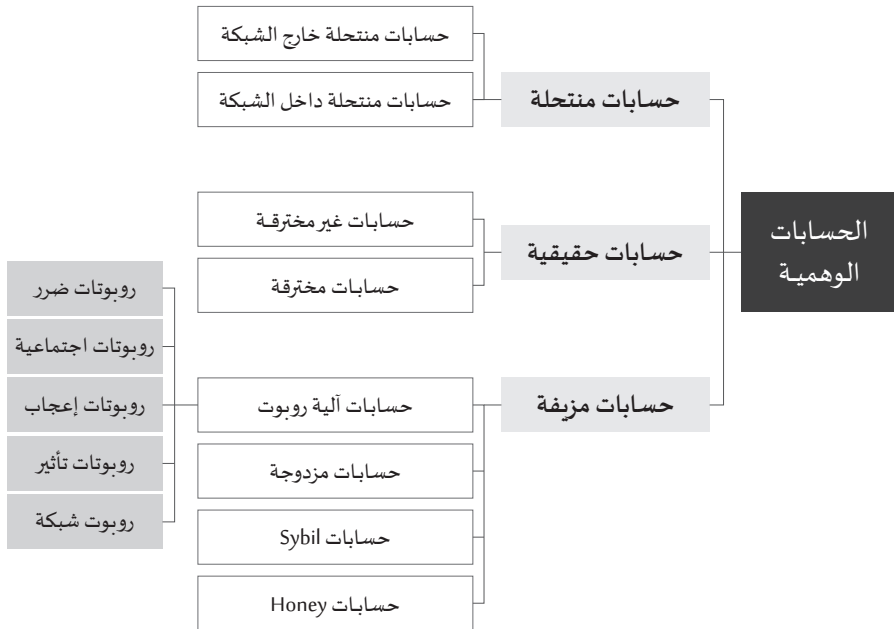 الحسابات
الوهمية
حسابات منتحلة
حسابات منتحلة خارج الشبكة
حسابات منتحلة داخل الشبكة
حسابات حقيقية
حسابات غير مخترقة
حسابات مخترقة
حسابات مزيفة
حسابات آلية روبوت
حسابات مزدوجة
حسابات Sybil
حسابات Honey
روبوتات ضرر
روبوتات اجتماعية
روبوتات إعجاب
روبوتات تأثير
روبوت شبكة